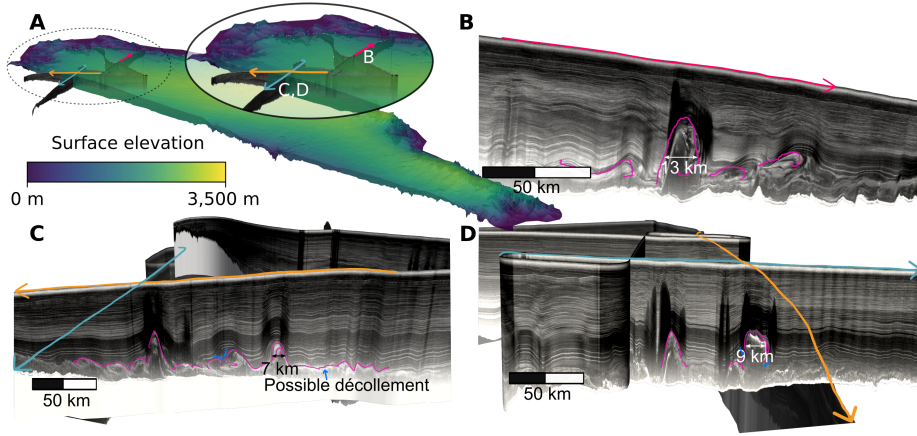 A
B
C,D
Surface elevation
0 m
3,500 m
B
13 km
50 km
C
7 km
Possible décollement
50 km
D
9 km
50 km